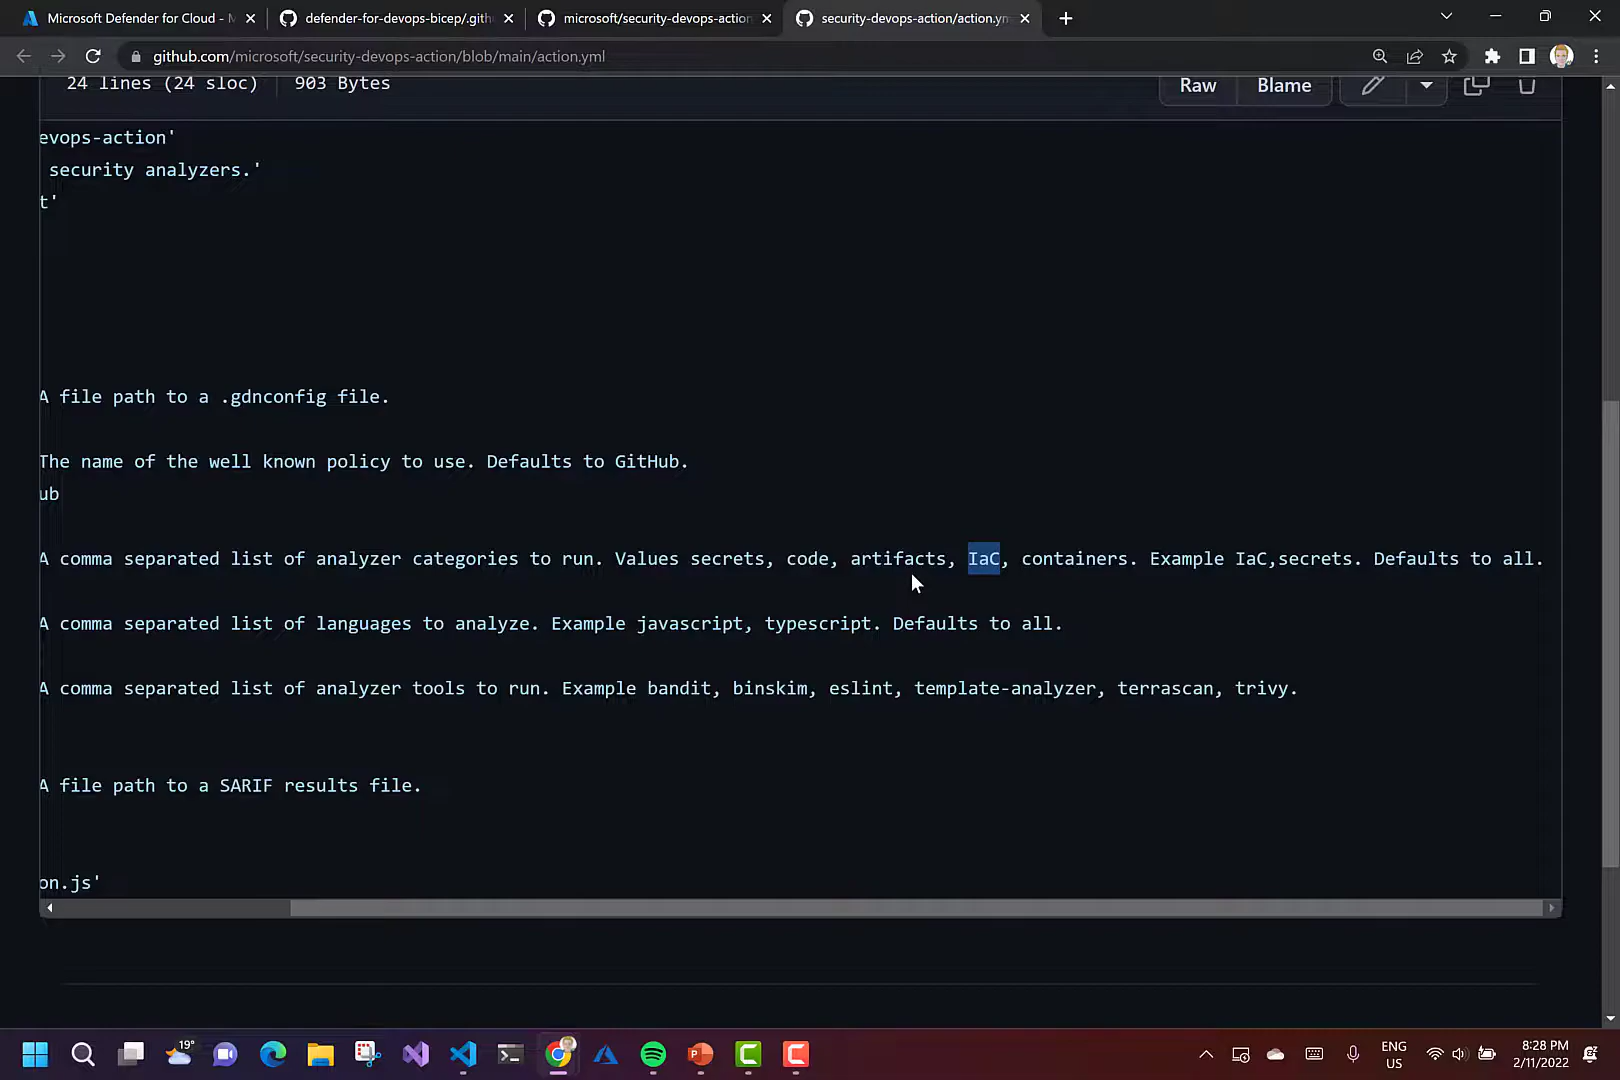 Microsoft Defender for Cloud - M
defender-for-devops-bicep/.gith
microsoft/security-devops-action
security-devops-action/action.ym
github.com/microsoft/security-devops-action/blob/main/action.yml
24 lines (24 sloc) 903 Bytes
Raw Blame
evops-action'
security analyzers.'
t'
A file path to a .gdnconfig file.
The name of the well known policy to use. Defaults to GitHub.
ub
A comma separated list of analyzer categories to run. Values secrets, code, artifacts, IaC, containers. Example IaC,secrets. Defaults to all.
A comma separated list of languages to analyze. Example javascript, typescript. Defaults to all.
A comma separated list of analyzer tools to run. Example bandit, binskim, eslint, template-analyzer, terrascan, trivy.
A file path to a SARIF results file.
on.js'
19°
ENG
US
8:28 PM
2/11/2022